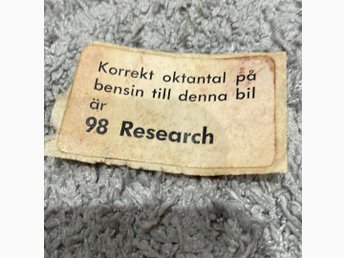 Korrekt oktantal på
bensin till denna bil
är
98 Research